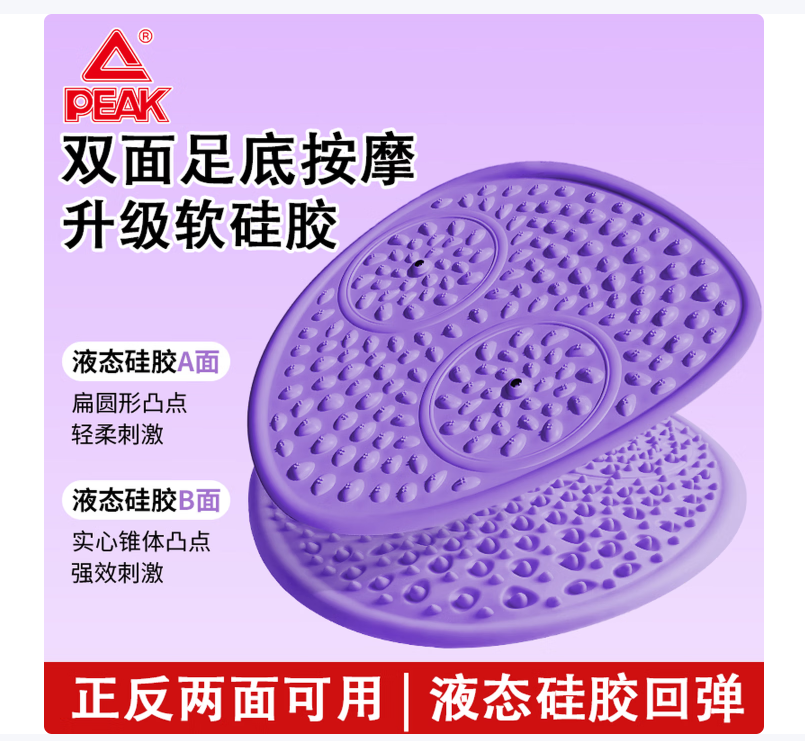 PEAK®
双面足底按摩
升级软硅胶
液态硅胶A面
扁圆形凸点
轻柔刺激
液态硅胶B面
实心锥体凸点
强效刺激
正反两面可用|液态硅胶回弹